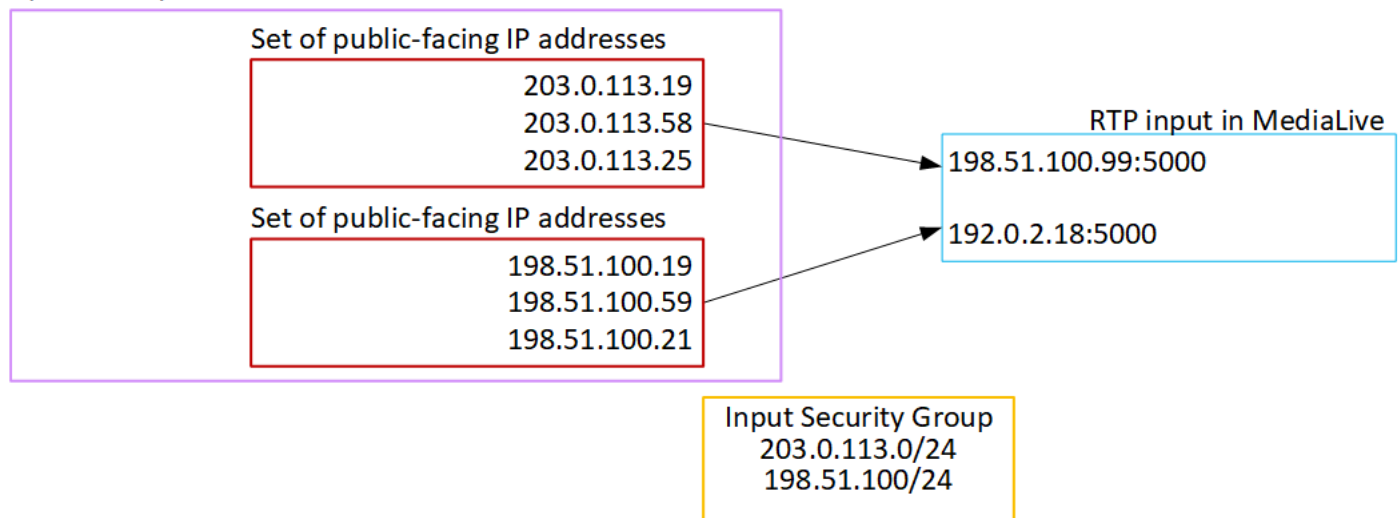 Set of public-facing IP addresses
203.0.113.19
203.0.113.58
203.0.113.25
RTP input in MediaLive
198.51.100.99:5000
192.0.2.18:5000
Set of public-facing IP addresses
198.51.100.19
198.51.100.59
198.51.100.21
Input Security Group
203.0.113.0/24
198.51.100/24